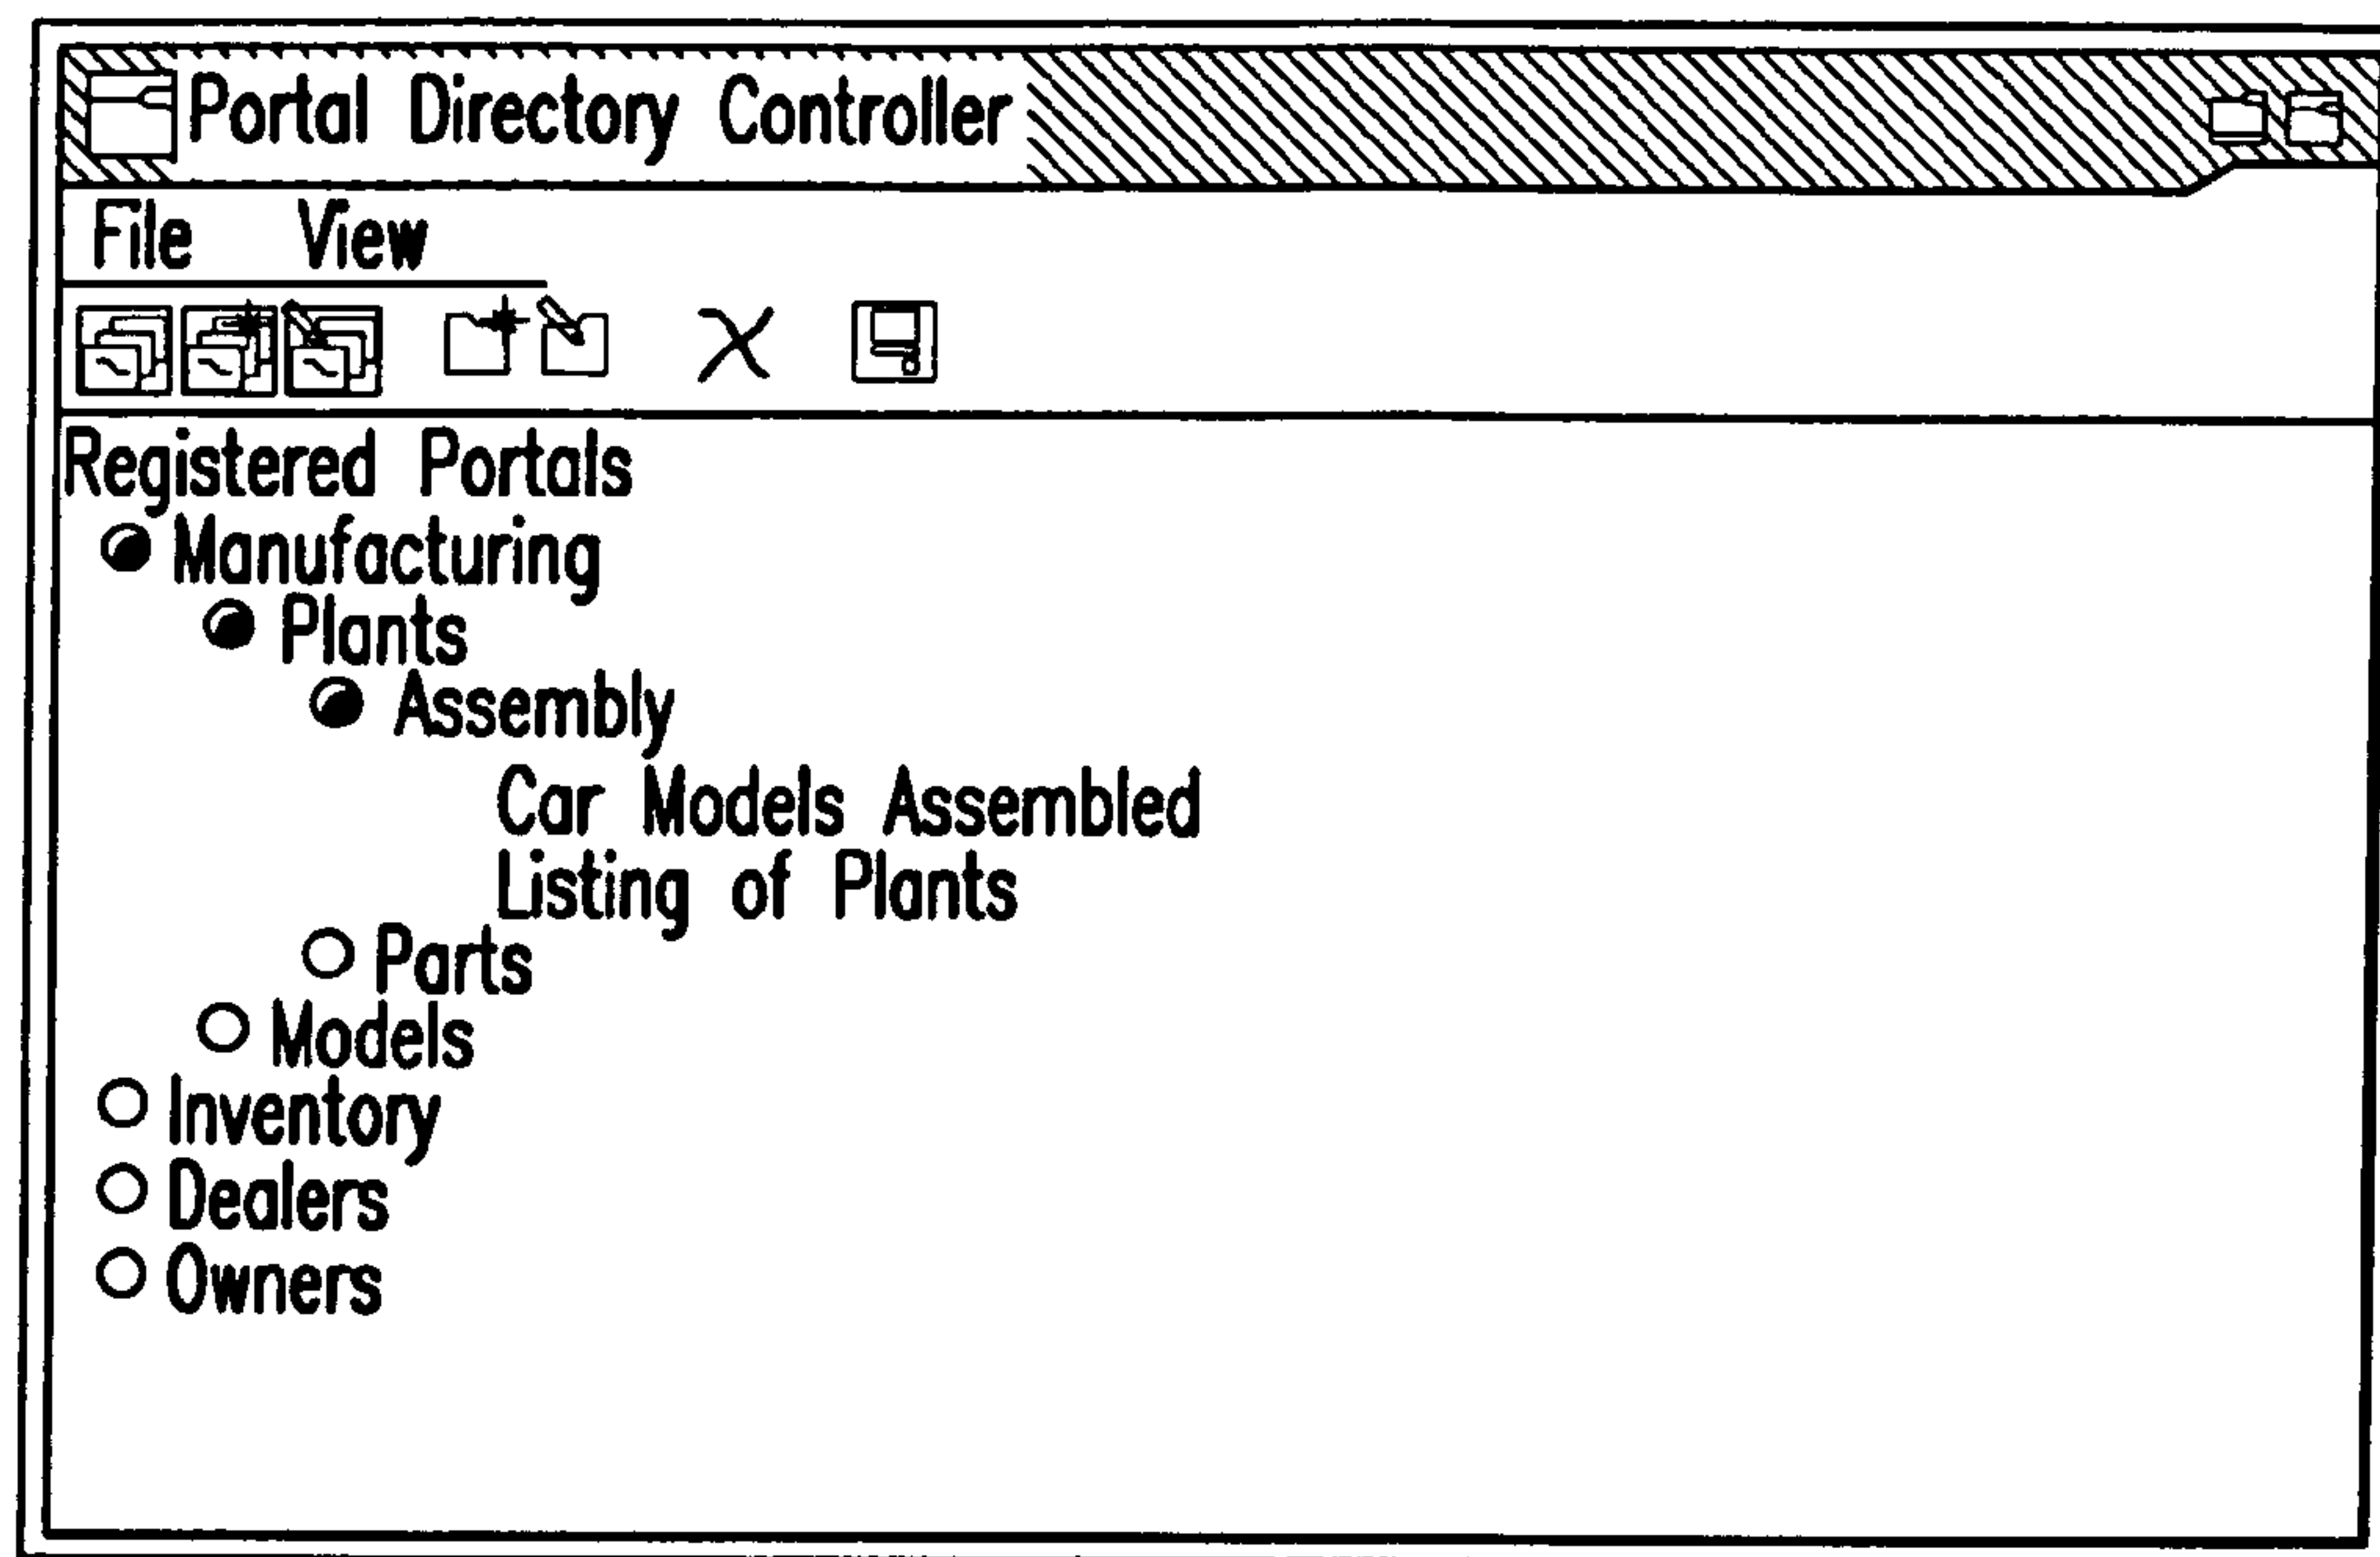 Portal Directory Controller
File View
Registered Portals
Manufacturing
Plants
Assembly
Car Models Assembled
Listing of Plants
Parts
Models
Inventory
Dealers
Owners